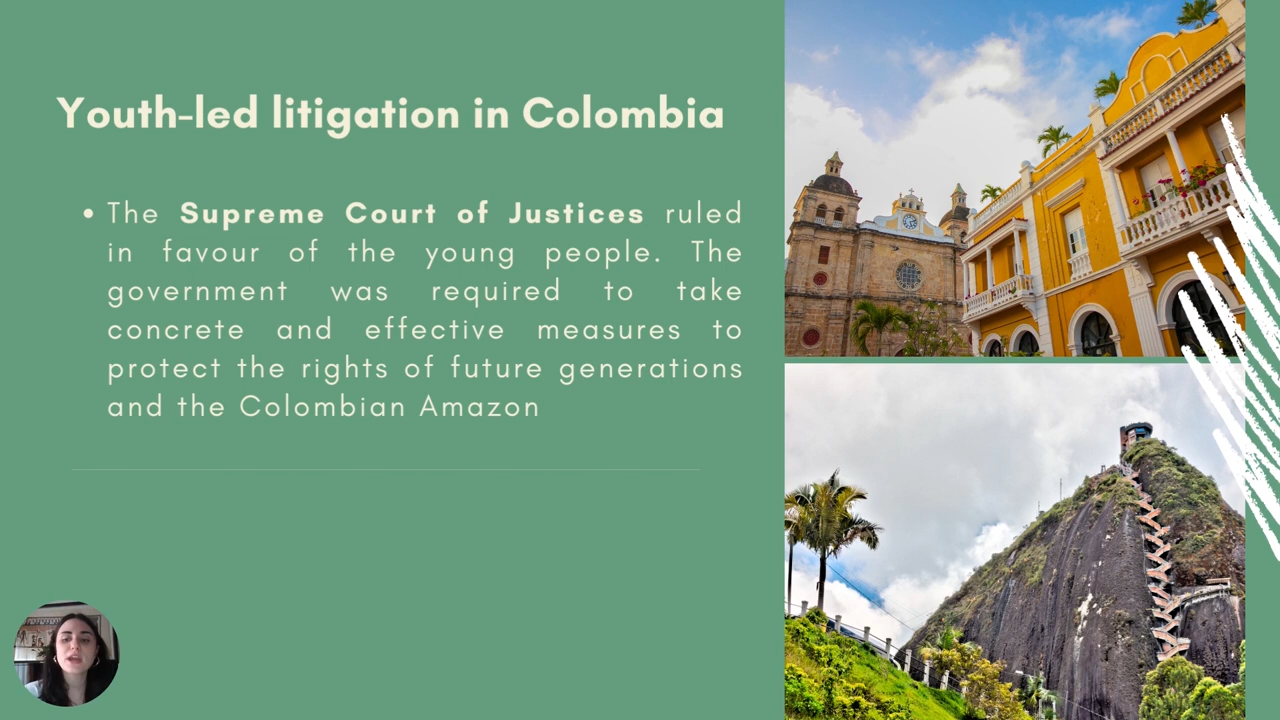 Youth-led litigation in Colombia
• The Supreme Court of Justices ruled
in favour of the young people. The
government was required to take
concrete and effective measures to
protect the rights of future generations
and the Colombian Amazon